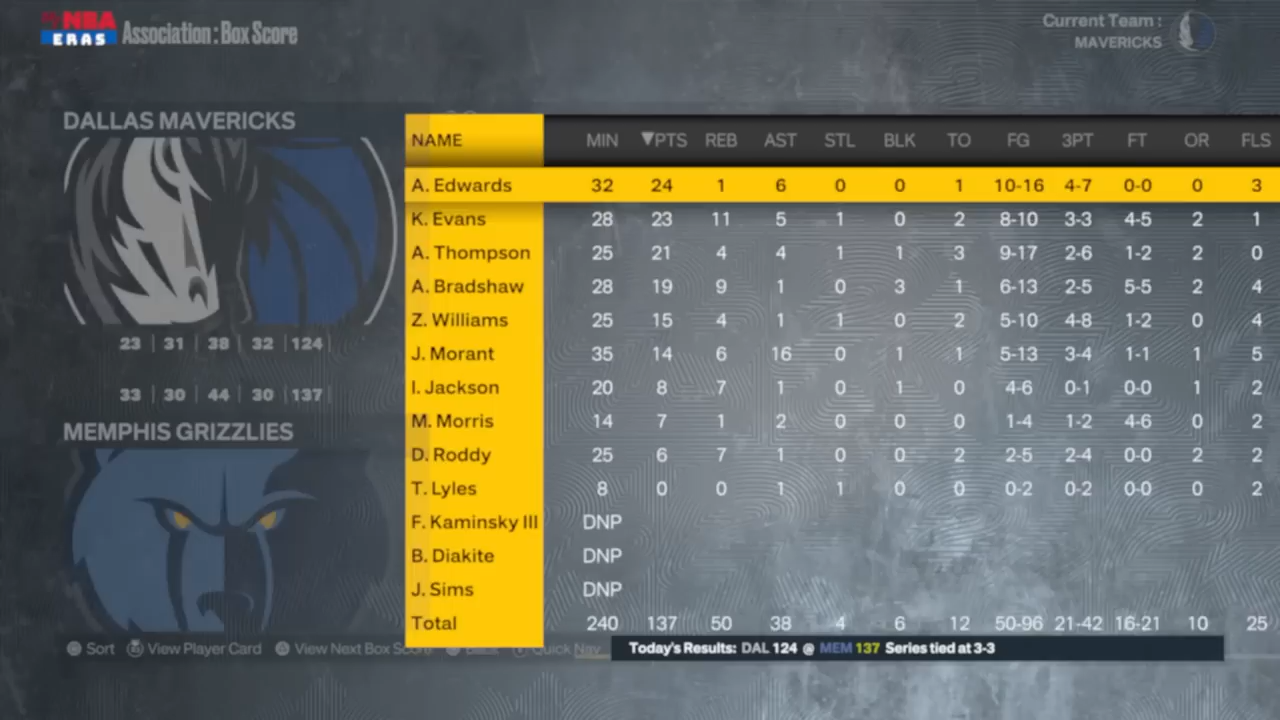 NBA ERAS Association: Box Score
Current Team :
MAVERICKS
DALLAS MAVERICKS
23 | 31 | 38 | 32 | 124 |
33 | 30 | 44 | 30 | 137 |
MEMPHIS GRIZZLIES
NAME MIN ▼PTS REB AST STL BLK TO FG 3PT FT OR FLS
A. Edwards 32 24 1 6 0 0 1 10-16 4-7 0-0 0 3
K. Evans 28 23 11 5 1 0 2 8-10 3-3 4-5 2 1
A. Thompson 25 21 4 4 1 1 3 9-17 2-6 1-2 2 0
A. Bradshaw 28 19 9 1 0 3 1 6-13 2-5 5-5 2 4
Z. Williams 25 15 4 1 1 0 2 5-10 4-8 1-2 0 4
J. Morant 35 14 6 16 0 1 1 5-13 3-4 1-1 1 5
I. Jackson 20 8 7 1 0 1 0 4-6 0-1 0-0 1 2
M. Morris 14 7 1 2 0 0 0 1-4 1-2 4-6 0 2
D. Roddy 25 6 7 1 0 0 2 2-5 2-4 0-0 2 2
T. Lyles 8 0 0 1 1 0 0 0-2 0-2 0-0 0 2
F. Kaminsky III DNP
B. Diakite DNP
J. Sims DNP
Total 240 137 50 38 4 6 12 50-96 21-42 16-21 10 25
Sort View Player Card View Next Box Score Back Quick Nav
Today's Results: DAL 124 @ MEM 137 Series tied at 3-3